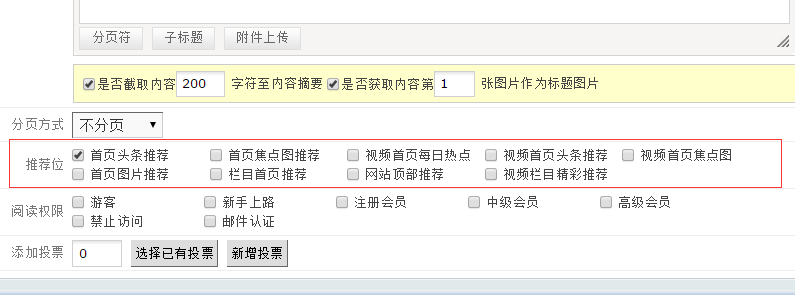 分页符 子标题 附件上传
是否截取内容 200 字符至内容摘要 是否获取内容第 1 张图片作为标题图片
分页方式 不分页
推荐位 首页头条推荐 首页焦点图推荐 视频首页每日热点 视频首页头条推荐 视频首页焦点图
首页图片推荐 栏目首页推荐 网站顶部推荐 视频栏目精彩推荐
阅读权限 游客 新手上路 注册会员 中级会员 高级会员
禁止访问 邮件认证
添加投票 0 选择已有投票 新增投票